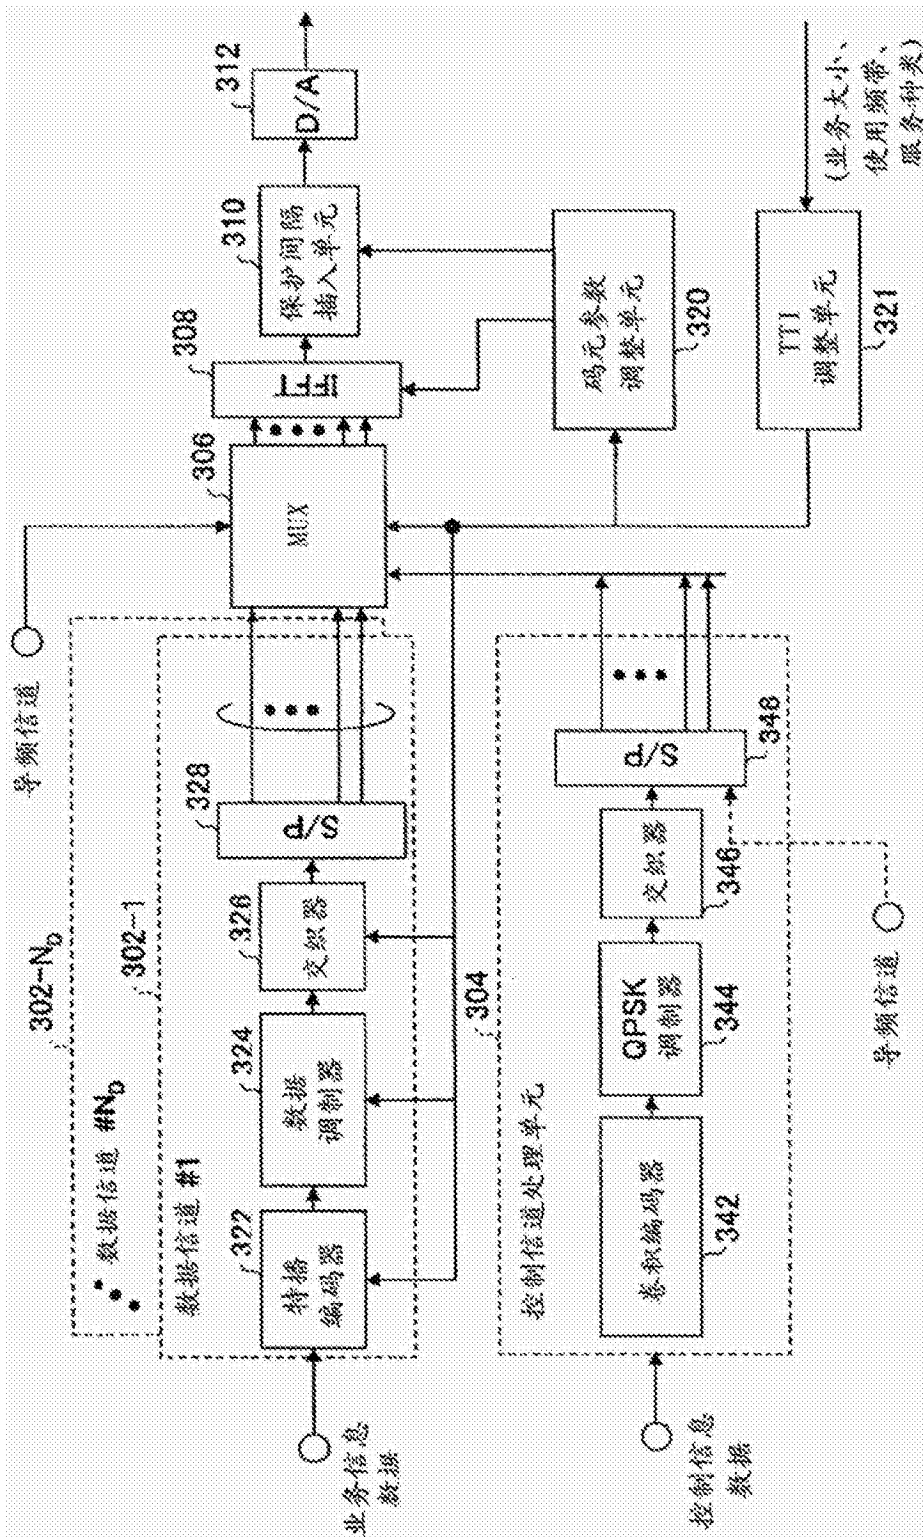 302-N_D
数据信道 #N_D
302-1
数据信道 #1
业务信息
数据
322
特播
编码器
324
数据
调制器
326
交织器
328
S/P
导频信道
306
MUX
308
IFFT
310
保护间隔
插入单元
312
D/A
304
控制信道处理单元
控制信息
数据
卷积编码器
342
QPSK
调制器
344
交织器
346
S/P
348
导频信道
码元参数
调整单元
320
TTI
调整单元
321
(业务大小、
使用频带、
服务种类)